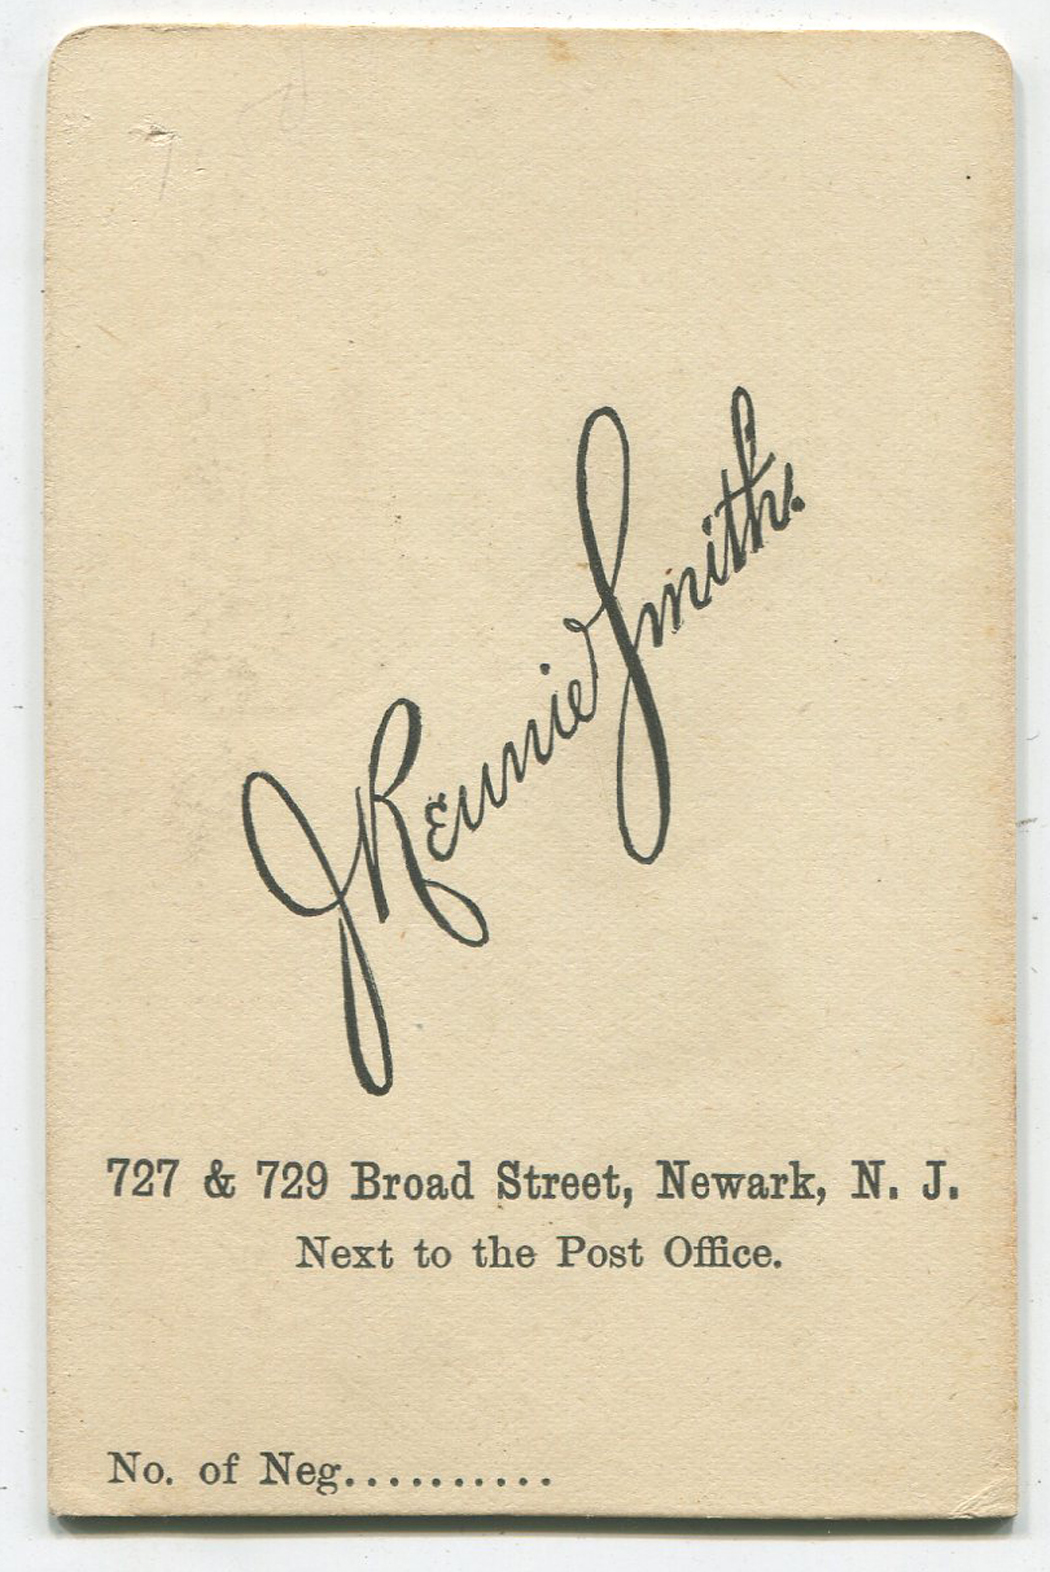 J Rennie Smith.
727 & 729 Broad Street, Newark, N. J.
Next to the Post Office.
No. of Neg..........